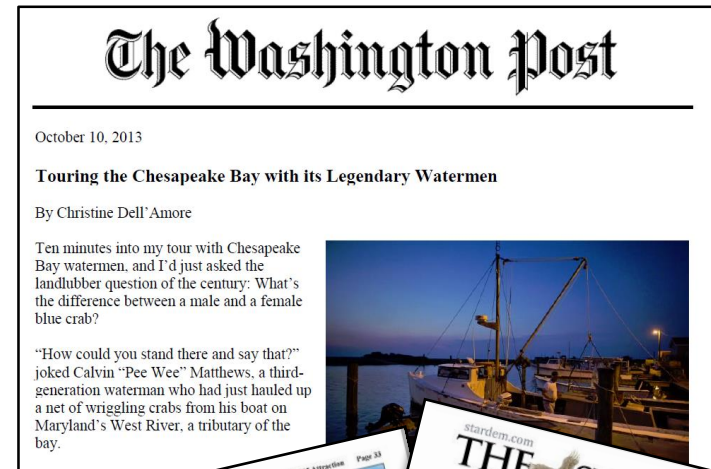 The Washington Post
October 10, 2013
Touring the Chesapeake Bay with its Legendary Watermen
By Christine Dell’Amore
Ten minutes into my tour with Chesapeake
Bay watermen, and I’d just asked the
landlubber question of the century: What’s
the difference between a male and a female
blue crab?
“How could you stand there and say that?”
joked Calvin “Pee Wee” Matthews, a third-
generation waterman who had just hauled up
a net of wriggling crabs from his boat on
Maryland’s West River, a tributary of the
bay.
Attraction Page 33
stardem.com
THE